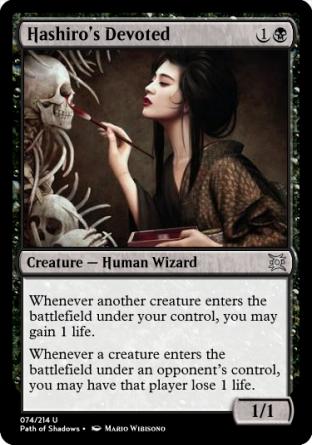 Hashiro's Devoted 1
Creature — Human Wizard
Whenever another creature enters the
battlefield under your control, you may
gain 1 life.
Whenever a creature enters the
battlefield under an opponent's control,
you may have that player lose 1 life.
1/1
074/214 U
Path of Shadows • Mario Wibisono